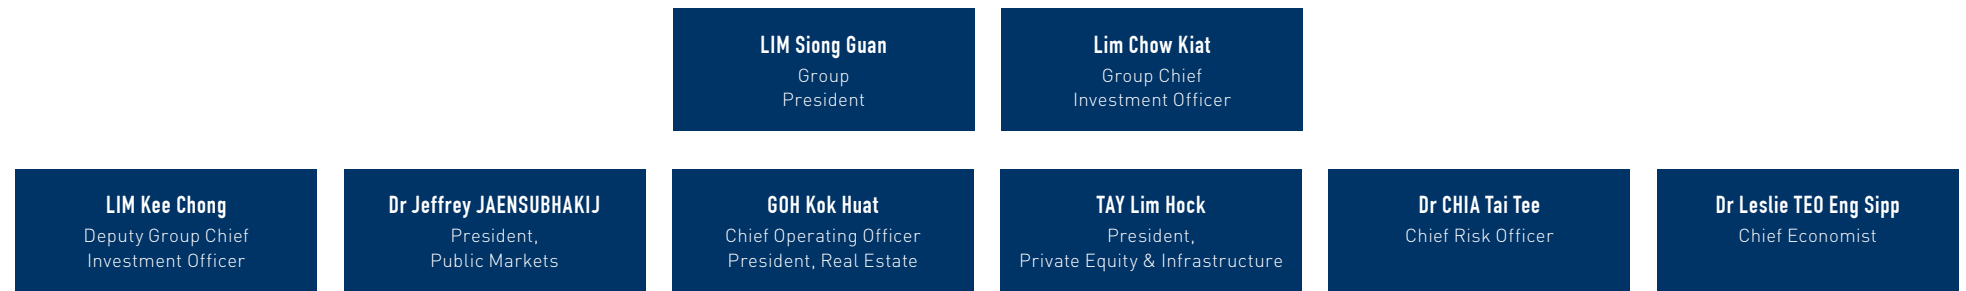 LIM Siong Guan
Group
President
Lim Chow Kiat
Group Chief
Investment Officer
LIM Kee Chong
Deputy Group Chief
Investment Officer
Dr Jeffrey JAENSUBHAKIJ
President,
Public Markets
GOH Kok Huat
Chief Operating Officer
President, Real Estate
TAY Lim Hock
President,
Private Equity & Infrastructure
Dr CHIA Tai Tee
Chief Risk Officer
Dr Leslie TEO Eng Sipp
Chief Economist